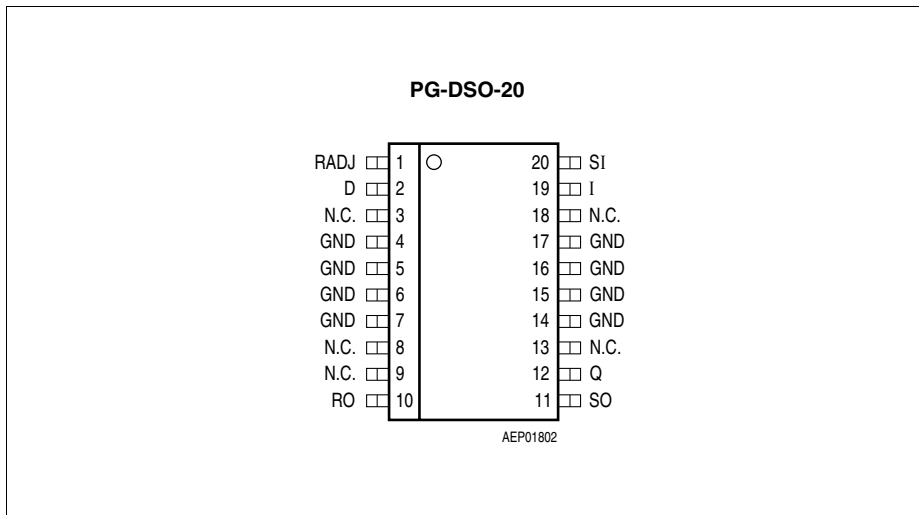 PG-DSO-20
RADJ 1 20 SI
D 2 19 I
N.C. 3 18 N.C.
GND 4 17 GND
GND 5 16 GND
GND 6 15 GND
GND 7 14 GND
N.C. 8 13 N.C.
N.C. 9 12 Q
RO 10 11 SO
AEP01802